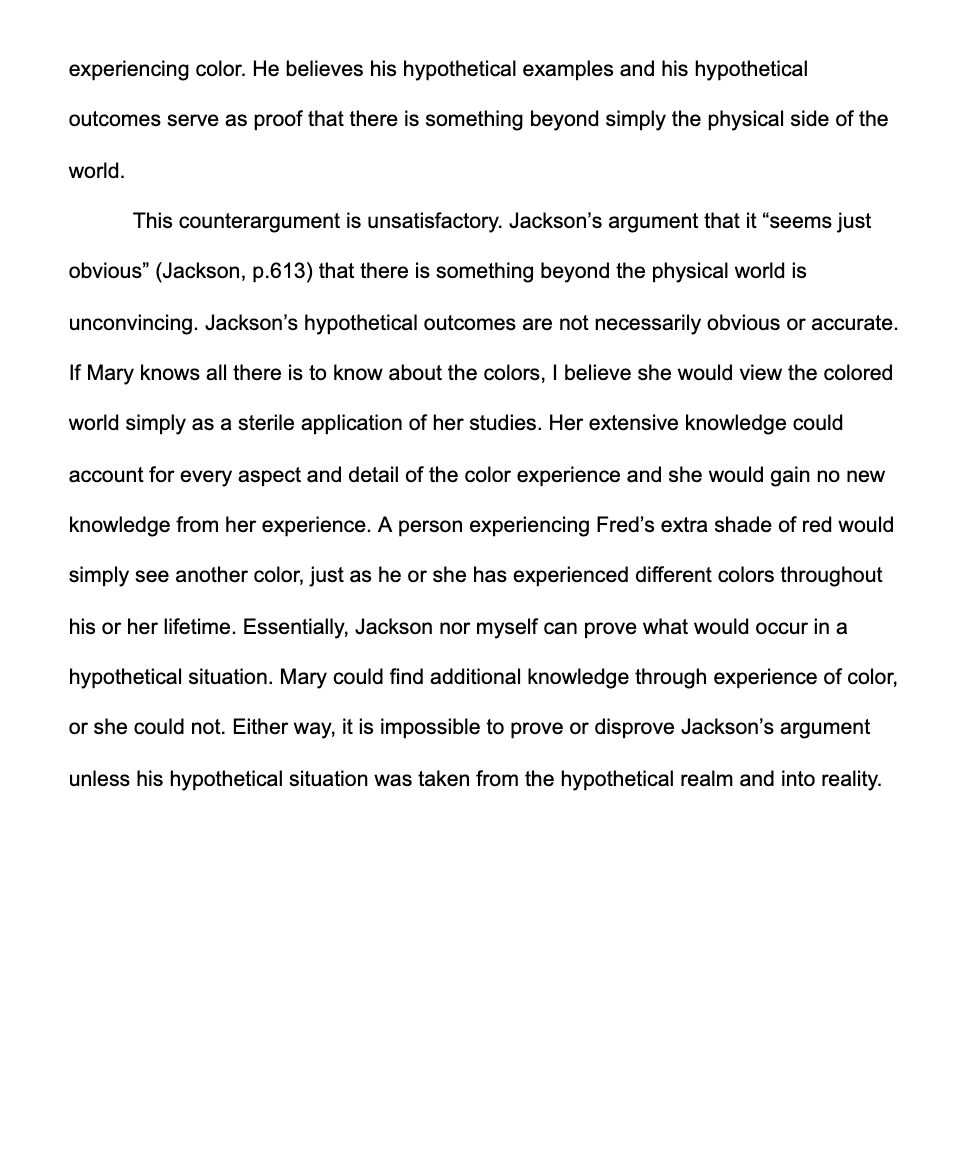 experiencing color. He believes his hypothetical examples and his hypothetical
outcomes serve as proof that there is something beyond simply the physical side of the
world.
This counterargument is unsatisfactory. Jackson’s argument that it “seems just
obvious” (Jackson, p.613) that there is something beyond the physical world is
unconvincing. Jackson’s hypothetical outcomes are not necessarily obvious or accurate.
If Mary knows all there is to know about the colors, I believe she would view the colored
world simply as a sterile application of her studies. Her extensive knowledge could
account for every aspect and detail of the color experience and she would gain no new
knowledge from her experience. A person experiencing Fred’s extra shade of red would
simply see another color, just as he or she has experienced different colors throughout
his or her lifetime. Essentially, Jackson nor myself can prove what would occur in a
hypothetical situation. Mary could find additional knowledge through experience of color,
or she could not. Either way, it is impossible to prove or disprove Jackson’s argument
unless his hypothetical situation was taken from the hypothetical realm and into reality.